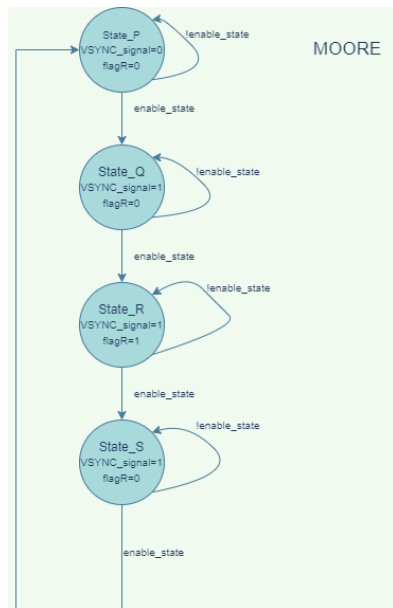 State_P
VSYNC_signal=0
flagR=0
!enable_state
MOORE
enable_state
State_Q
VSYNC_signal=1
flagR=0
!enable_state
enable_state
State_R
VSYNC_signal=1
flagR=1
!enable_state
enable_state
State_S
VSYNC_signal=1
flagR=0
!enable_state
enable_state